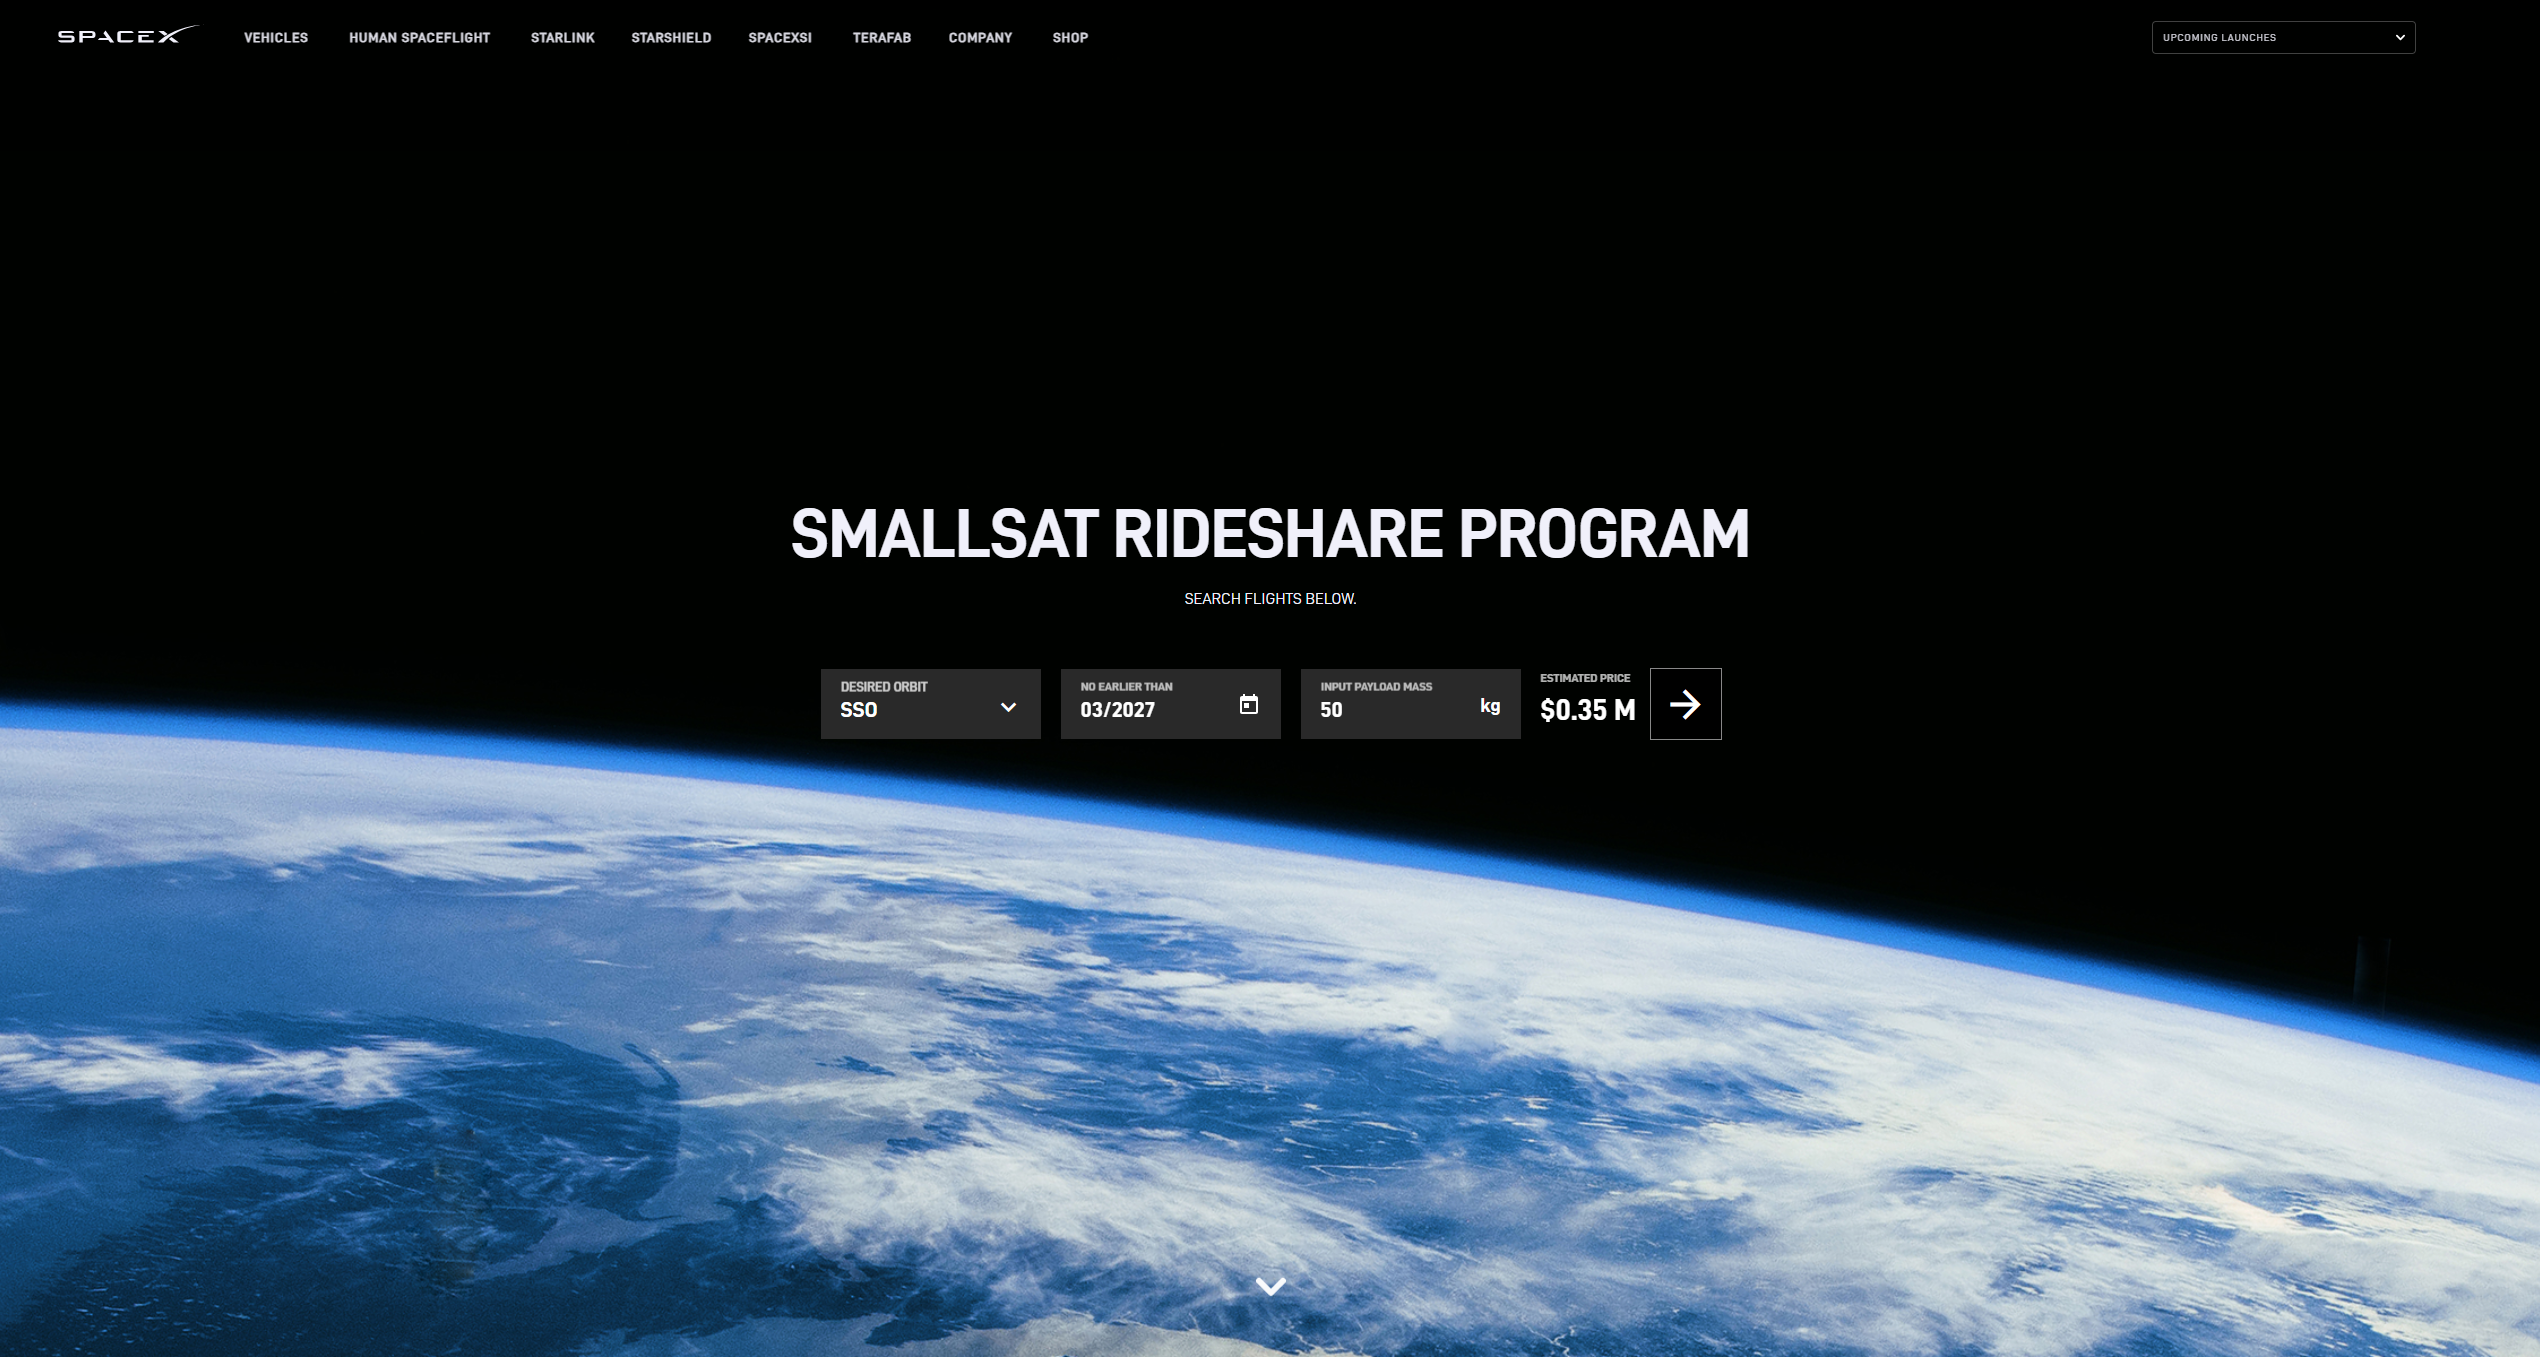 SPACEX VEHICLES HUMAN SPACEFLIGHT STARLINK STARSHIELD SPACEXSI TERAFAB COMPANY SHOP UPCOMING LAUNCHES
SMALLSAT RIDESHARE PROGRAM
SEARCH FLIGHTS BELOW.
DESIRED ORBIT
SSO
NO EARLIER THAN
03/2027
INPUT PAYLOAD MASS
50 kg
ESTIMATED PRICE
$0.35 M